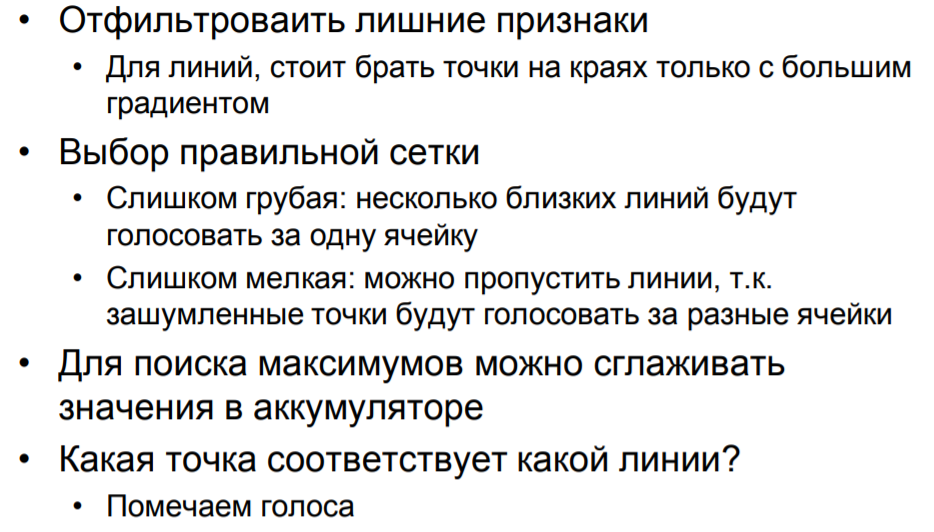 • Отфильтроваить лишние признаки
• Для линий, стоит брать точки на краях только с большим
градиентом
• Выбор правильной сетки
• Слишком грубая: несколько близких линий будут
голосовать за одну ячейку
• Слишком мелкая: можно пропустить линии, т.к.
зашумленные точки будут голосовать за разные ячейки
• Для поиска максимумов можно сглаживать
значения в аккумуляторе
• Какая точка соответствует какой линии?
• Помечаем голоса